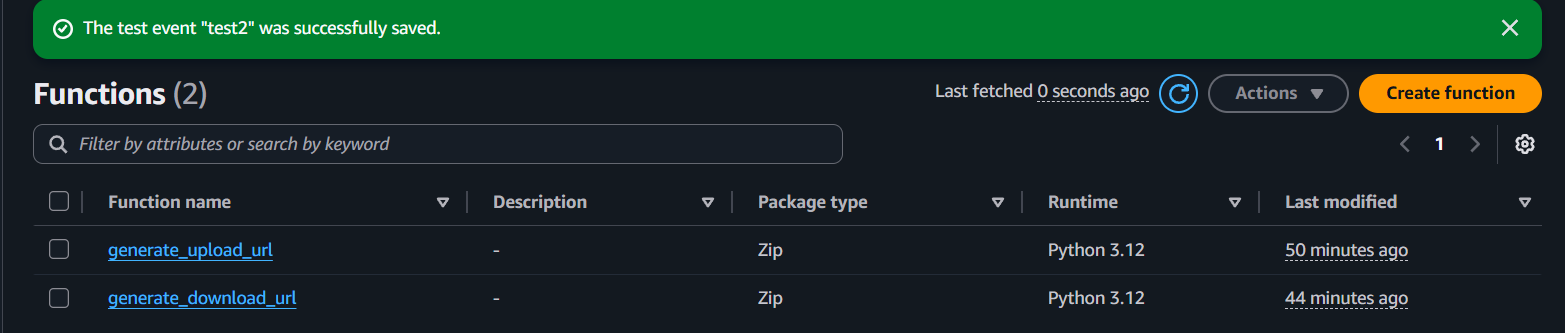 The test event "test2" was successfully saved.
Functions (2)
Last fetched 0 seconds ago
Actions
Create function
Filter by attributes or search by keyword
1
Function name Description Package type Runtime Last modified
generate_upload_url - Zip Python 3.12 50 minutes ago
generate_download_url - Zip Python 3.12 44 minutes ago